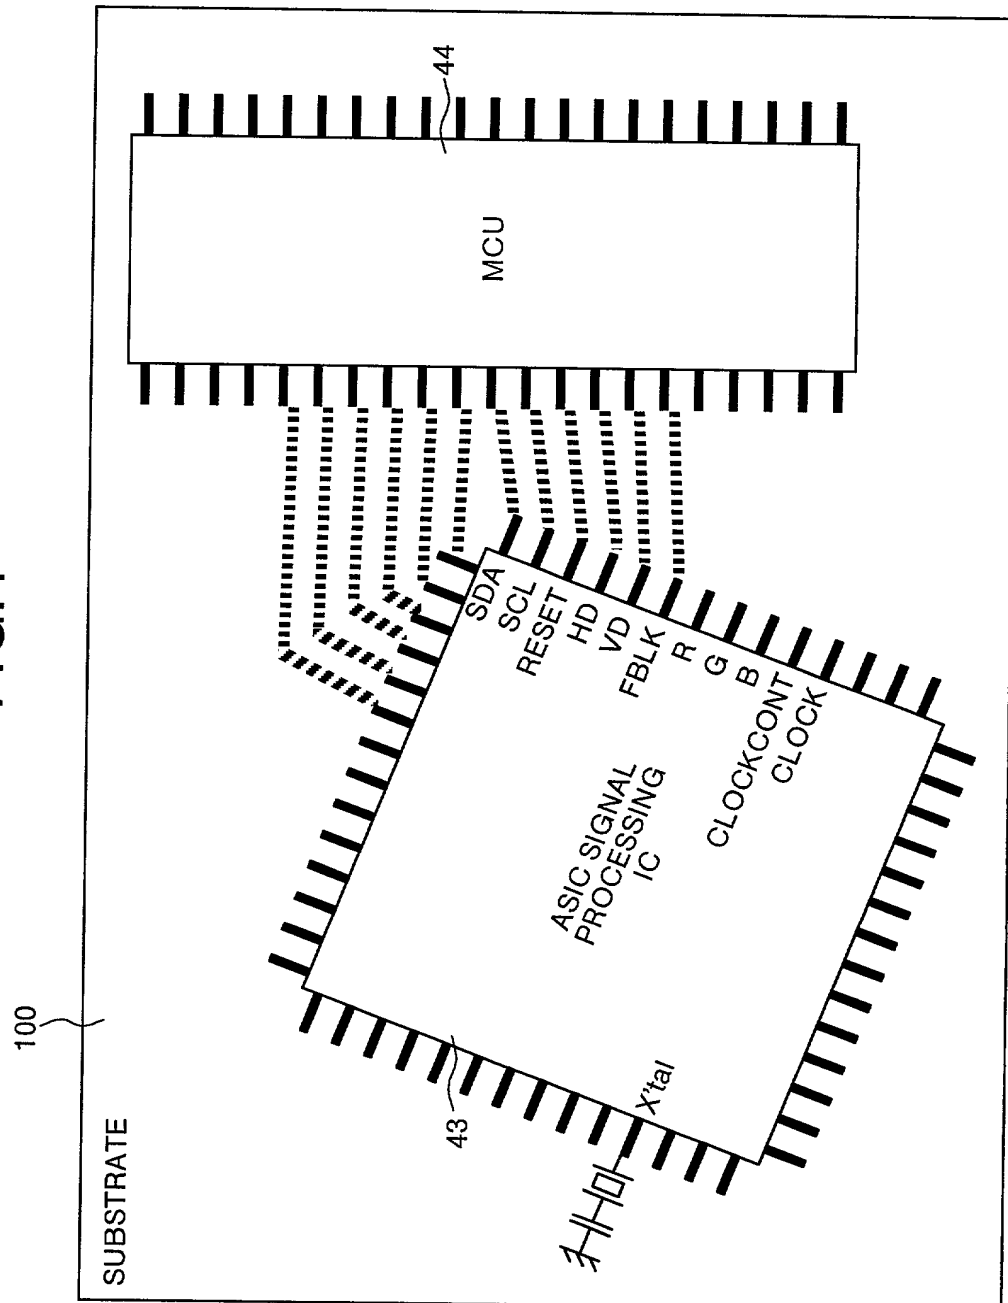 100
SUBSTRATE
43
44
MCU
SDA
SCL
RESET
HD
VD
FBLK
R
G
B
CLOCKCONT
CLOCK
ASIC SIGNAL
PROCESSING
IC
X'tal